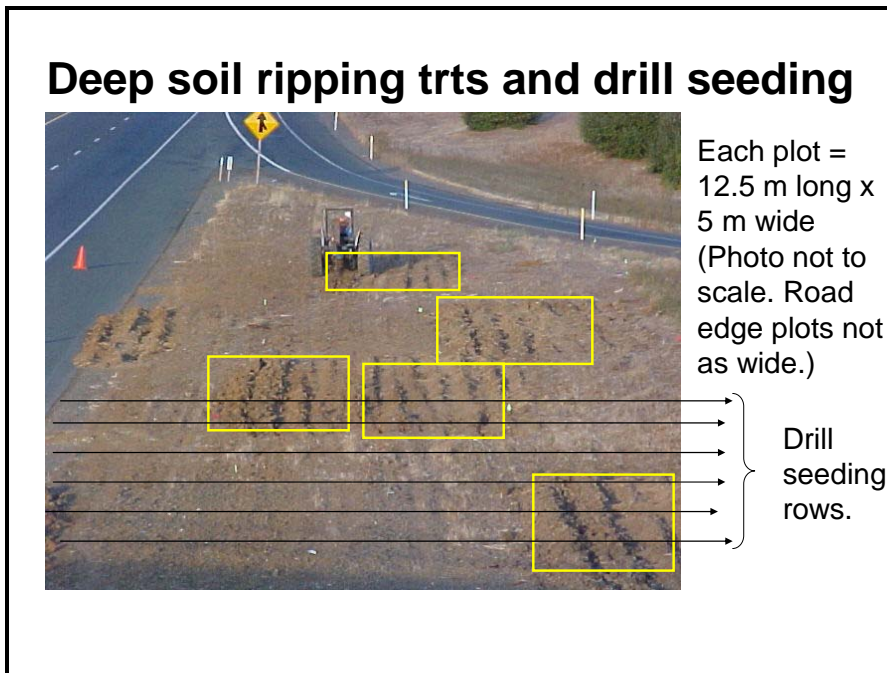 Deep soil ripping trts and drill seeding
Each plot =
12.5 m long x
5 m wide
(Photo not to
scale. Road
edge plots not
as wide.)
Drill
seeding
rows.